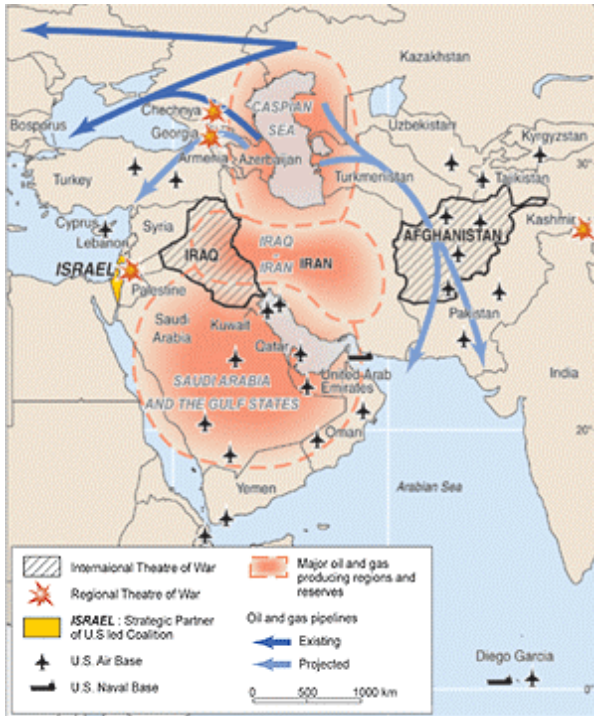 Kazakhstan
CASPIAN
SEA
Chechnya
Bosporus
Georgia
Uzbekistan
Kyrgyzstan
Armenia
Azerbaijan
30°
Turkey
Turkmenistan
Tajikistan
Cyprus
Syria
Kashmir
Lebanon
AFGHANISTAN
IRAQ
IRAQ -
IRAN
IRAN
ISRAEL
Palestine
Pakistan
Saudi
Arabia
Kuwait
Qatar
India
SAUDI ARABIA
AND THE GULF STATES
United Arab
Emirates
20°
Oman
Yemen
Arabian Sea
Internaional Theatre of War
Regional Theatre of War
ISRAEL : Strategic Partner
of U.S led Coalition
U.S. Air Base
U.S. Naval Base
Major oil and gas
producing regions and
reserves
Oil and gas pipelines
Existing
Projected
0 500 1000 km
Diego Garcia
0°